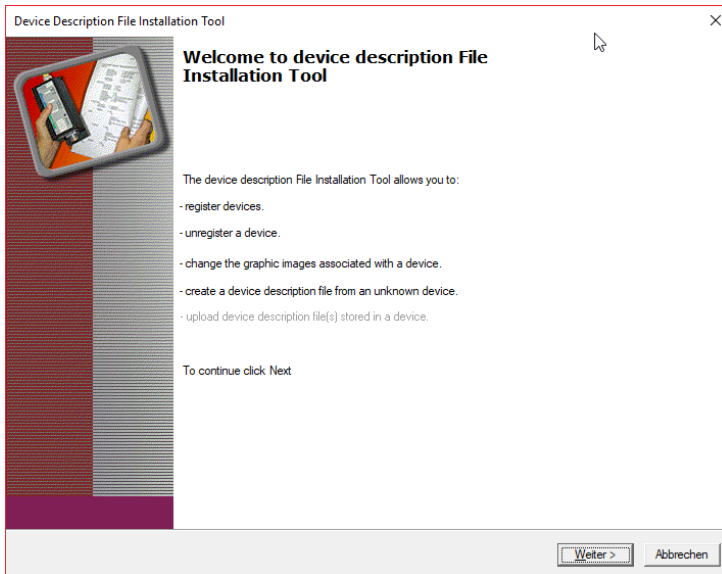 Device Description File Installation Tool
Welcome to device description File
Installation Tool
The device description File Installation Tool allows you to:
- register devices.
- unregister a device.
- change the graphic images associated with a device.
- create a device description file from an unknown device.
- upload device description file(s) stored in a device.
To continue click Next
Weiter >
Abbrechen